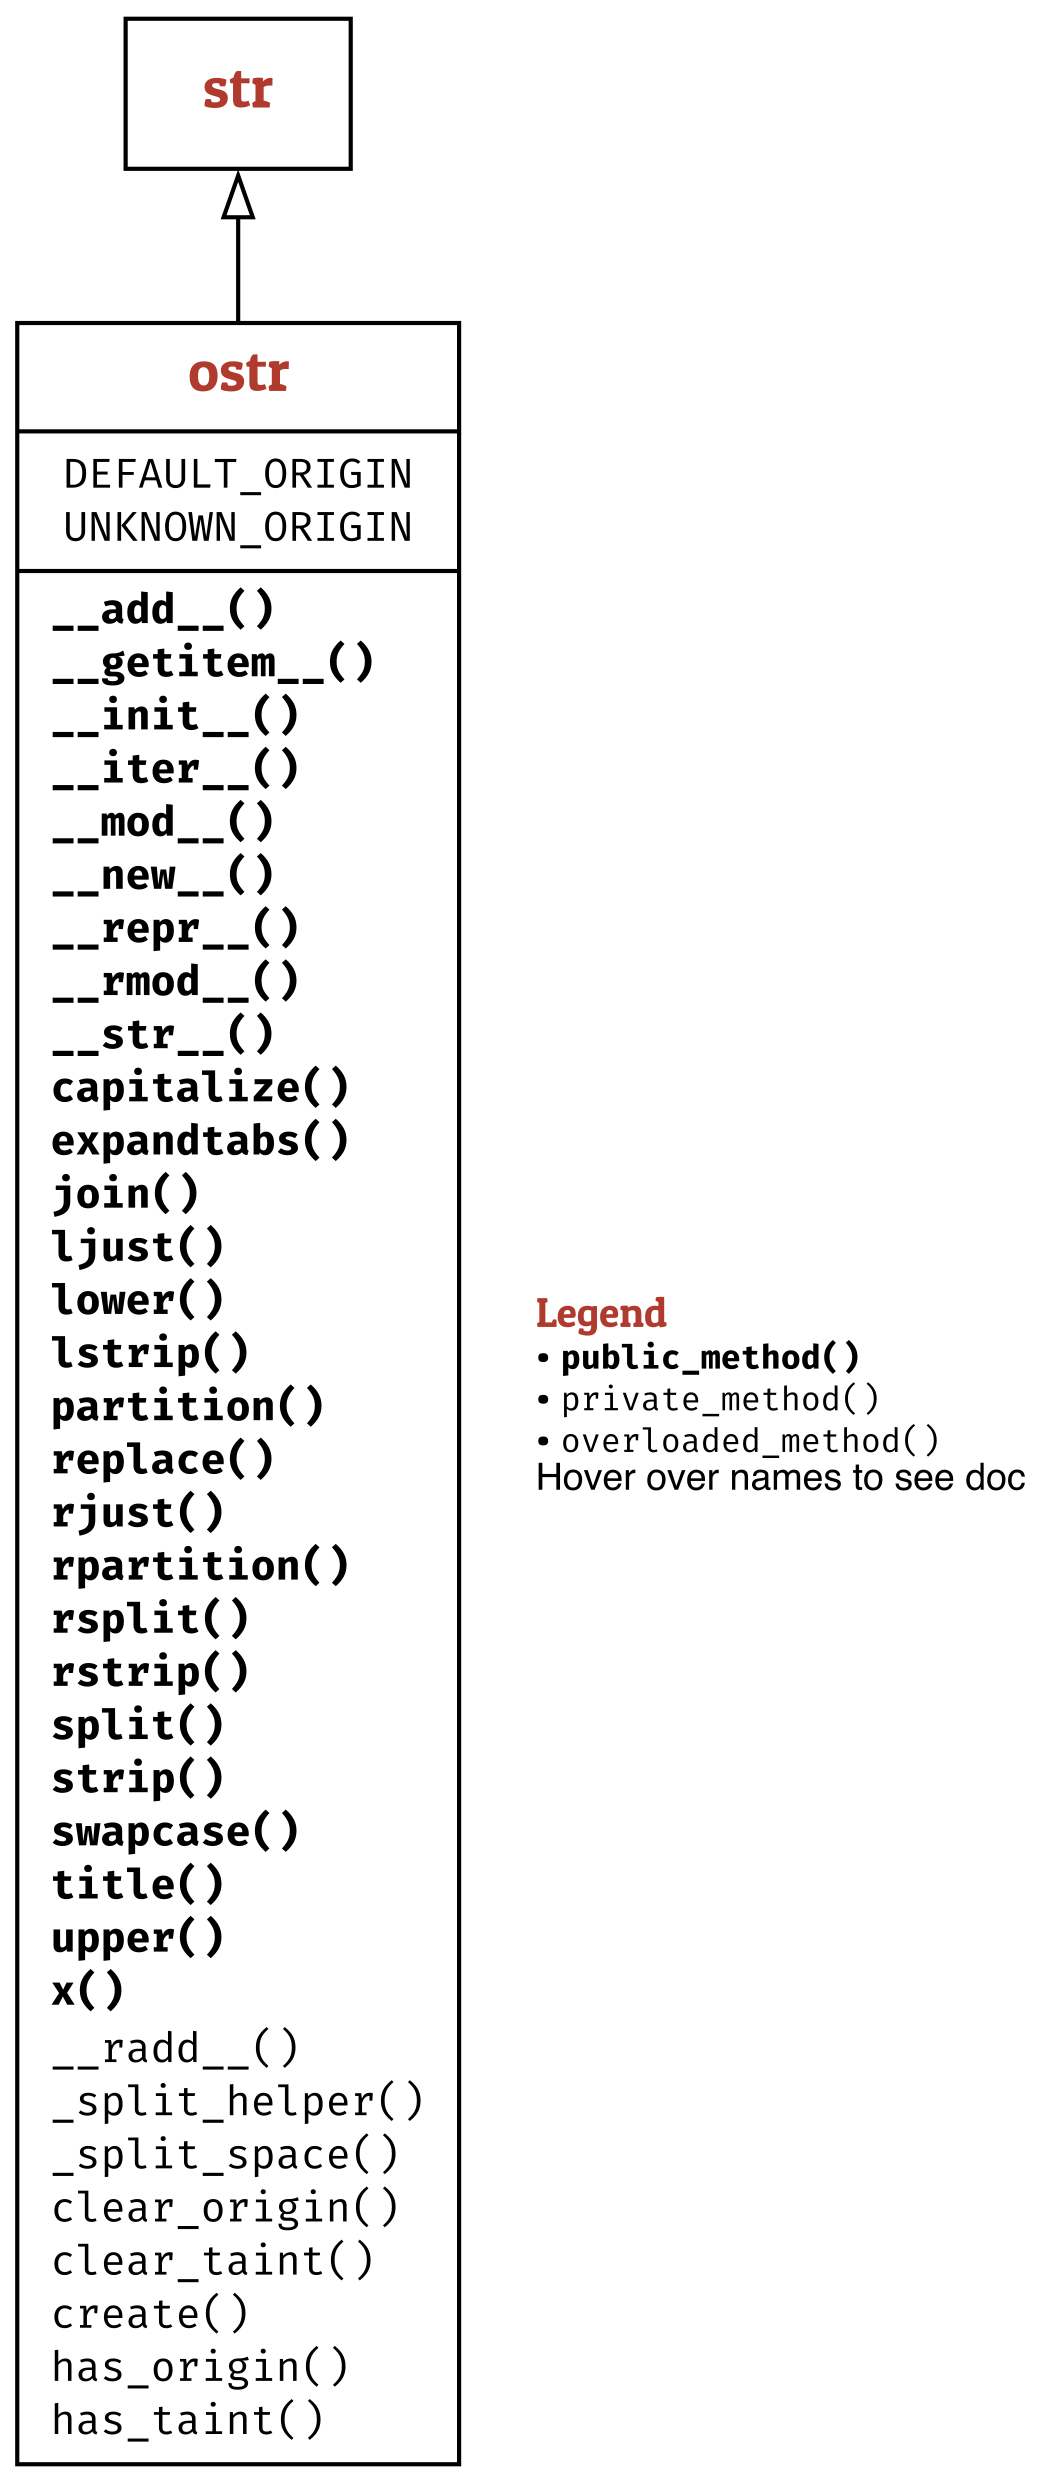 str
ostr
DEFAULT_ORIGIN
UNKNOWN_ORIGIN
__add__()
__getitem__()
__init__()
__iter__()
__mod__()
__new__()
__repr__()
__rmod__()
__str__()
capitalize()
expandtabs()
join()
ljust()
lower()
lstrip()
partition()
replace()
rjust()
rpartition()
rsplit()
rstrip()
split()
strip()
swapcase()
title()
upper()
x()
__radd__()
_split_helper()
_split_space()
clear_origin()
clear_taint()
create()
has_origin()
has_taint()
Legend
• public_method()
• private_method()
• overloaded_method()
Hover over names to see doc